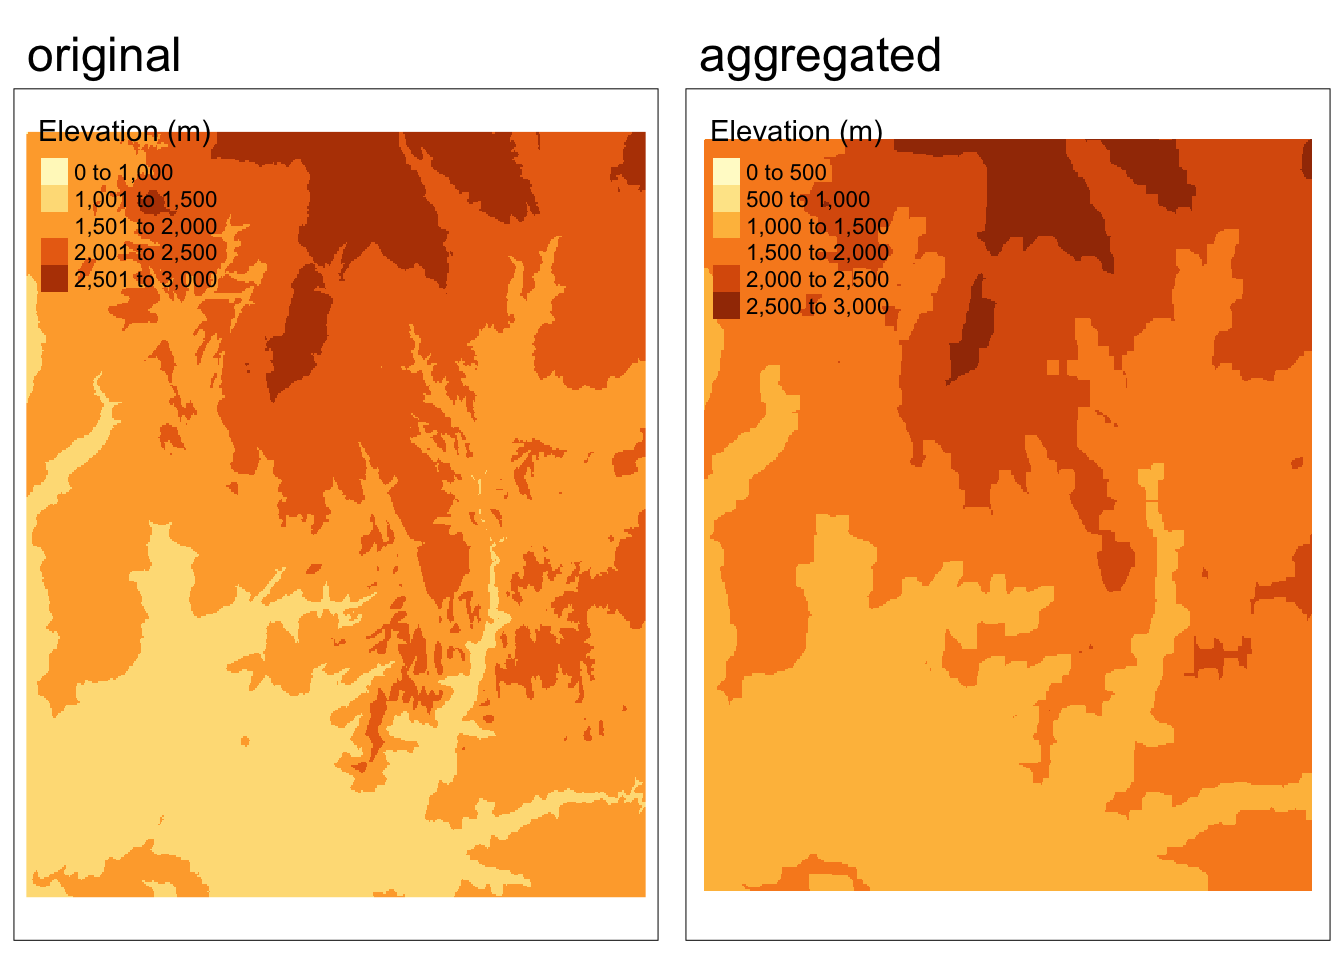 original
Elevation (m)
0 to 1,000
1,001 to 1,500
1,501 to 2,000
2,001 to 2,500
2,501 to 3,000
aggregated
Elevation (m)
0 to 500
500 to 1,000
1,000 to 1,500
1,500 to 2,000
2,000 to 2,500
2,500 to 3,000